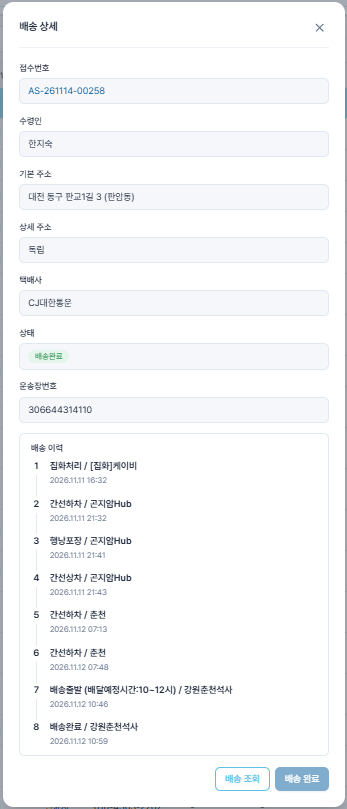 배송 상세
접수번호
AS-261114-00258
수령인
한지숙
기본 주소
대전 동구 판교1길 3 (판암동)
상세 주소
독립
택배사
CJ대한통운
상태
배송완료
운송장번호
306644314110
배송 이력
1 집화처리 / [집화]케이비
2026.11.11 16:32
2 간선하차 / 곤지암Hub
2026.11.11 21:32
3 행낭포장 / 곤지암Hub
2026.11.11 21:41
4 간선상차 / 곤지암Hub
2026.11.11 21:43
5 간선하차 / 춘천
2026.11.12 07:13
6 간선하차 / 춘천
2026.11.12 07:48
7 배송출발 (배달예정시간:10~12시) / 강원춘천석사
2026.11.12 10:46
8 배송완료 / 강원춘천석사
2026.11.12 10:59
배송 조회 배송 완료